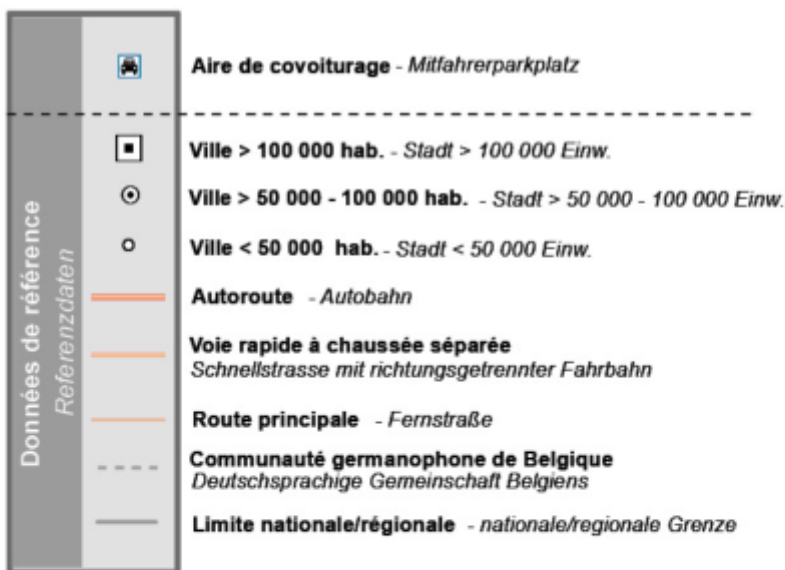 Aire de covoiturage - Mitfahrerparkplatz
Données de référence
Referenzdaten
Ville > 100 000 hab. - Stadt > 100 000 Einw.
Ville > 50 000 - 100 000 hab. - Stadt > 50 000 - 100 000 Einw.
Ville < 50 000 hab. - Stadt < 50 000 Einw.
Autoroute - Autobahn
Voie rapide à chaussée séparée
Schnellstrasse mit richtungsgetrennter Fahrbahn
Route principale - Fernstraße
Communauté germanophone de Belgique
Deutschsprachige Gemeinschaft Belgiens
Limite nationale/régionale - nationale/regionale Grenze